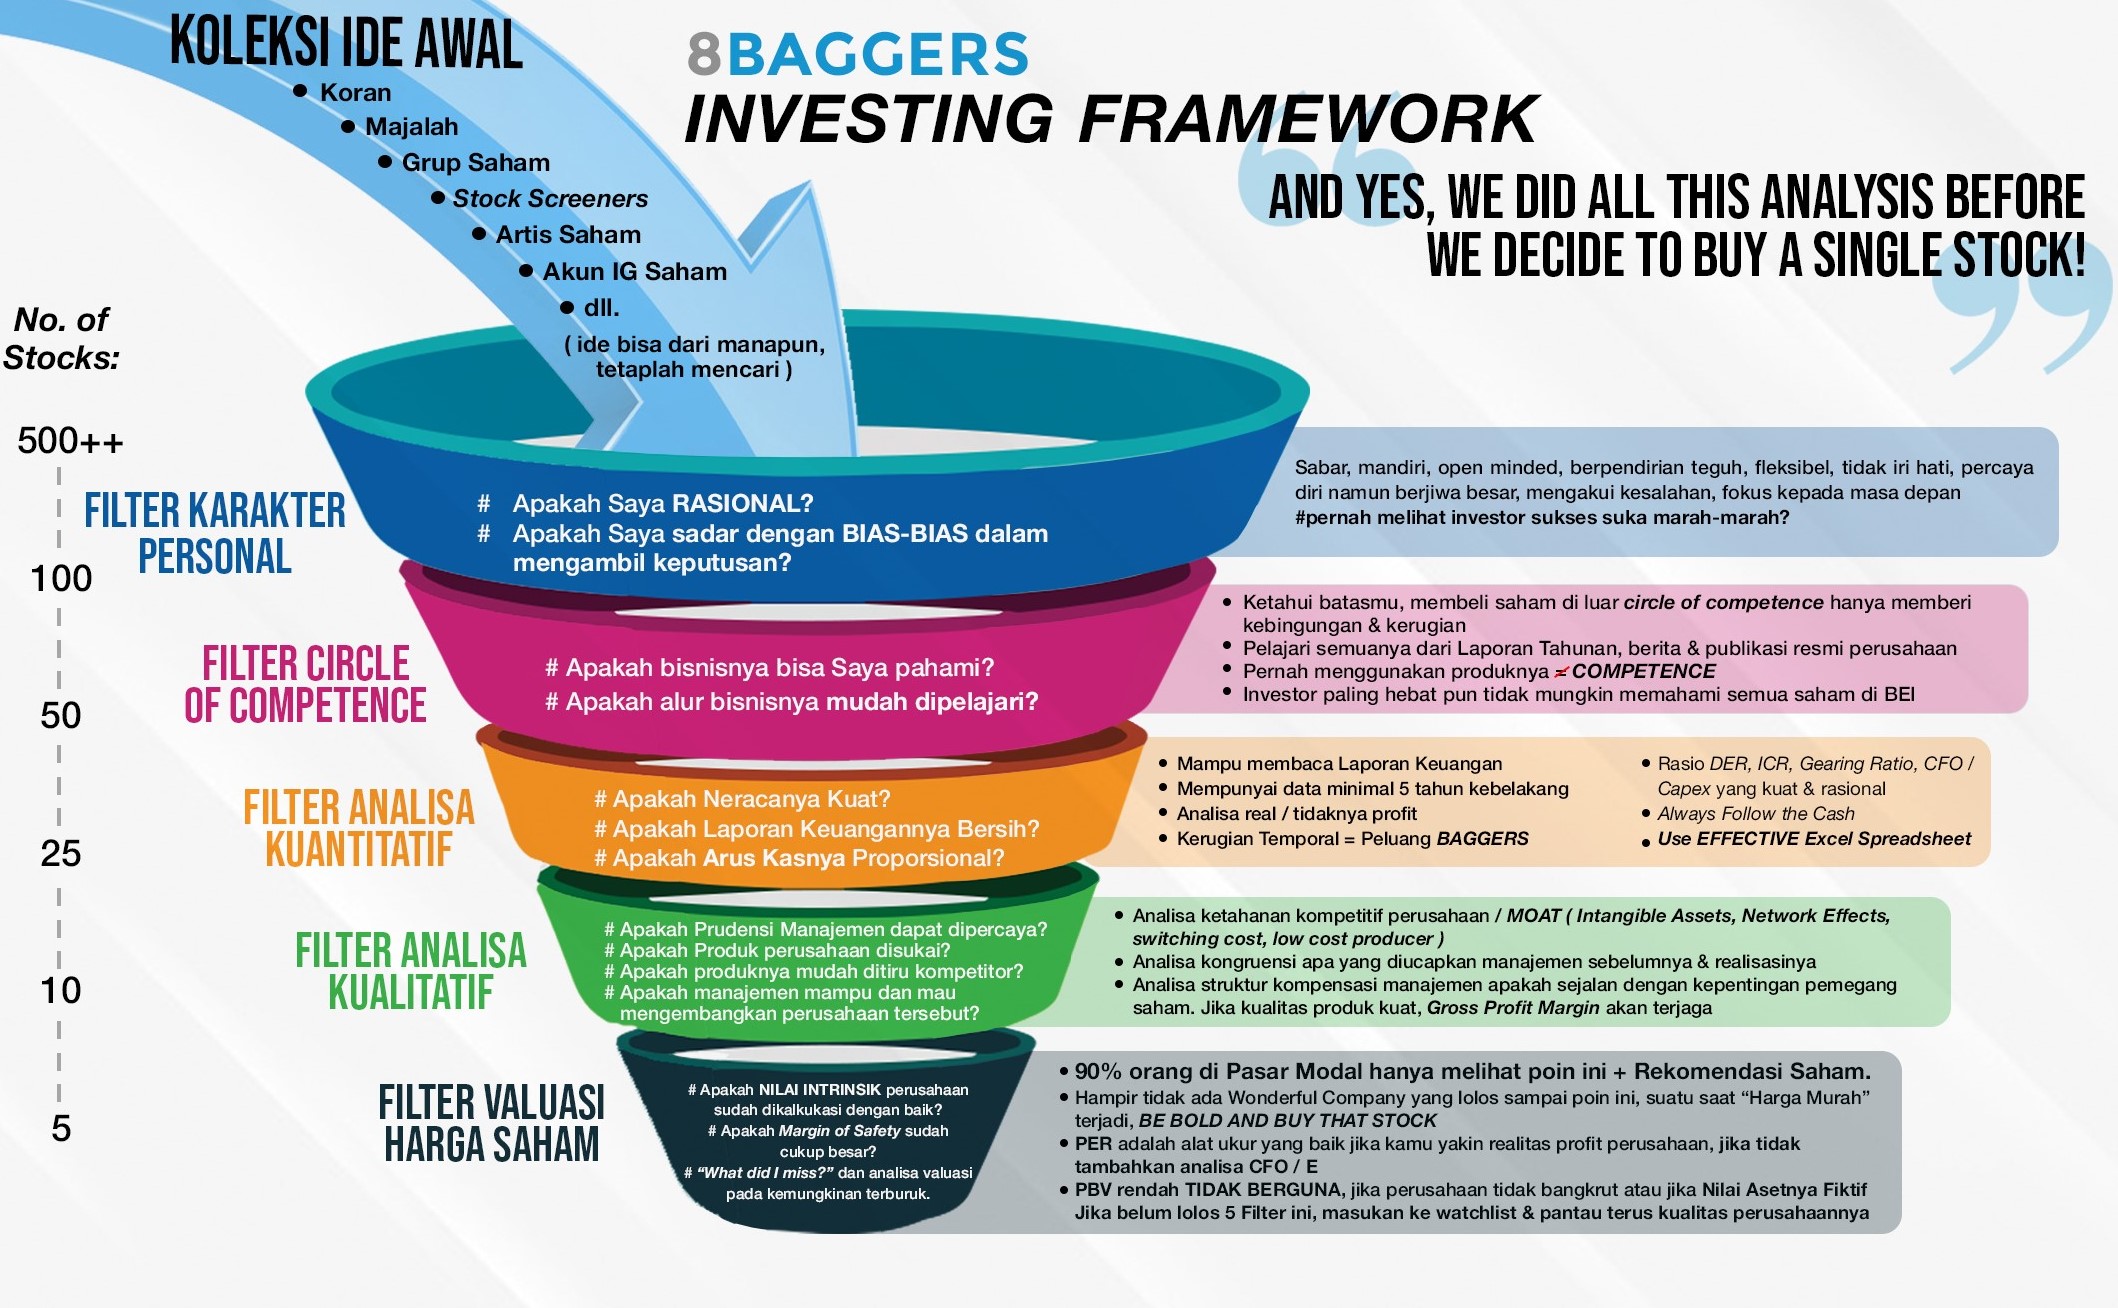 KOLEKSI IDE AWAL
• Koran
• Majalah
• Grup Saham
• Stock Screeners
• Artis Saham
• Akun IG Saham
• dll.
( ide bisa dari manapun,
tetaplah mencari )
8BAGGERS
INVESTING FRAMEWORK
“
AND YES, WE DID ALL THIS ANALYSIS BEFORE
WE DECIDE TO BUY A SINGLE STOCK!
”
No. of
Stocks:
500++
100
50
25
10
5
FILTER KARAKTER
PERSONAL
# Apakah Saya RASIONAL?
# Apakah Saya sadar dengan BIAS-BIAS dalam
mengambil keputusan?
Sabar, mandiri, open minded, berpendirian teguh, fleksibel, tidak iri hati, percaya
diri namun berjiwa besar, mengakui kesalahan, fokus kepada masa depan
#pernah melihat investor sukses suka marah-marah?
FILTER CIRCLE
OF COMPETENCE
# Apakah bisnisnya bisa Saya pahami?
# Apakah alur bisnisnya mudah dipelajari?
• Ketahui batasmu, membeli saham di luar circle of competence hanya memberi
kebingungan & kerugian
• Pelajari semuanya dari Laporan Tahunan, berita & publikasi resmi perusahaan
• Pernah menggunakan produknya ≠ COMPETENCE
• Investor paling hebat pun tidak mungkin memahami semua saham di BEI
FILTER ANALISA
KUANTITATIF
# Apakah Neracanya Kuat?
# Apakah Laporan Keuangannya Bersih?
# Apakah Arus Kasnya Proporsional?
• Mampu membaca Laporan Keuangan
• Mempunyai data minimal 5 tahun kebelakang
• Analisa real / tidaknya profit
• Kerugian Temporal = Peluang BAGGERS
• Rasio DER, ICR, Gearing Ratio, CFO /
Capex yang kuat & rasional
• Always Follow the Cash
• Use EFFECTIVE Excel Spreadsheet
FILTER ANALISA
KUALITATIF
# Apakah Prudensi Manajemen dapat dipercaya?
# Apakah Produk perusahaan disukai?
# Apakah produknya mudah ditiru kompetitor?
# Apakah manajemen mampu dan mau
mengembangkan perusahaan tersebut?
• Analisa ketahanan kompetitif perusahaan / MOAT ( Intangible Assets, Network Effects,
switching cost, low cost producer )
• Analisa kongruensi apa yang diucapkan manajemen sebelumnya & realisasinya
• Analisa struktur kompensasi manajemen apakah sejalan dengan kepentingan pemegang
saham. Jika kualitas produk kuat, Gross Profit Margin akan terjaga
FILTER VALUASI
HARGA SAHAM
# Apakah NILAI INTRINSIK perusahaan
sudah dikalkukasi dengan baik?
# Apakah Margin of Safety sudah
cukup besar?
# “What did I miss?” dan analisa valuasi
pada kemungkinan terburuk.
• 90% orang di Pasar Modal hanya melihat poin ini + Rekomendasi Saham.
• Hampir tidak ada Wonderful Company yang lolos sampai poin ini, suatu saat “Harga Murah”
terjadi, BE BOLD AND BUY THAT STOCK
• PER adalah alat ukur yang baik jika kamu yakin realitas profit perusahaan, jika tidak
tambahkan analisa CFO / E
• PBV rendah TIDAK BERGUNA, jika perusahaan tidak bangkrut atau jika Nilai Asetnya Fiktif
Jika belum lolos 5 Filter ini, masukan ke watchlist & pantau terus kualitas perusahaannya